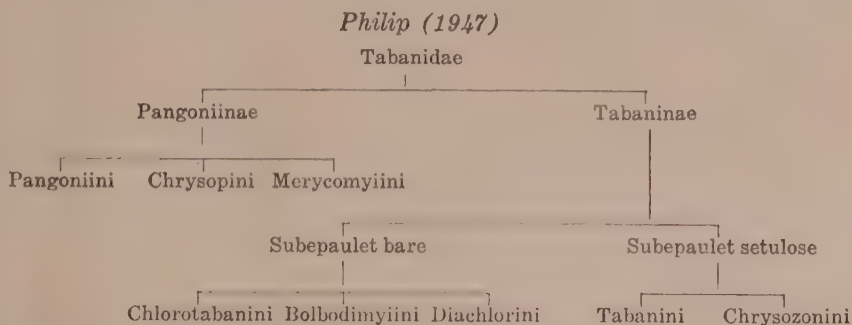 Philip (1947)
Tabanidae
Pangoniinae Tabaninae
Pangoniini Chrysopini Merycomyiini
Subepaulet bare Subepaulet setulose
Chlorotabanini Bolbodimyiini Diachlorini Tabanini Chrysozonini